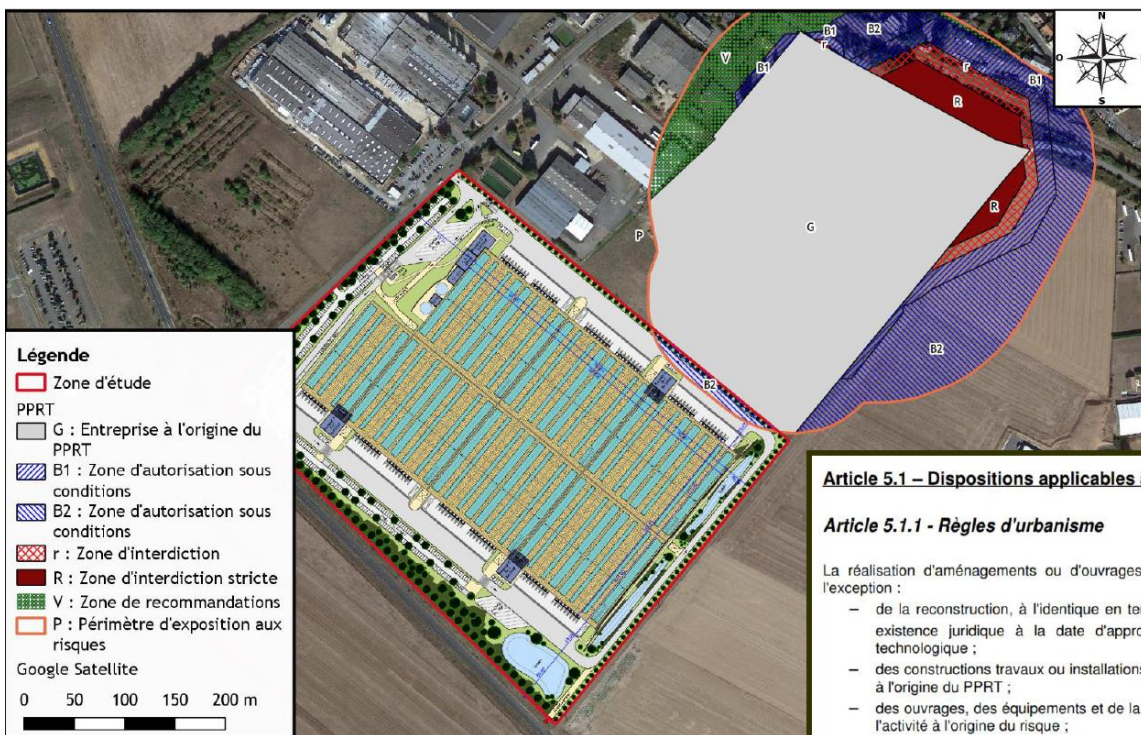 N
O
S
B1
B2
r
V
B1
r
B1
R
R
G
P
B2
B2
Légende
Zone d'étude
PPRT
G : Entreprise à l'origine du
PPRT
B1 : Zone d'autorisation sous
conditions
B2 : Zone d'autorisation sous
conditions
r : Zone d'interdiction
R : Zone d'interdiction stricte
V : Zone de recommandations
P : Périmètre d'exposition aux
risques
Google Satellite
0 50 100 150 200 m
Article 5.1 – Dispositions applicables
Article 5.1.1 - Règles d'urbanisme
La réalisation d'aménagements ou d'ouvrages
l'exception :
– de la reconstruction, à l'identique en
existence juridique à la date
technologique ;
– des constructions travaux ou installations
à l'origine du PPRT ;
– des ouvrages, des équipements et de la
l'activité à l'origine du risque ;